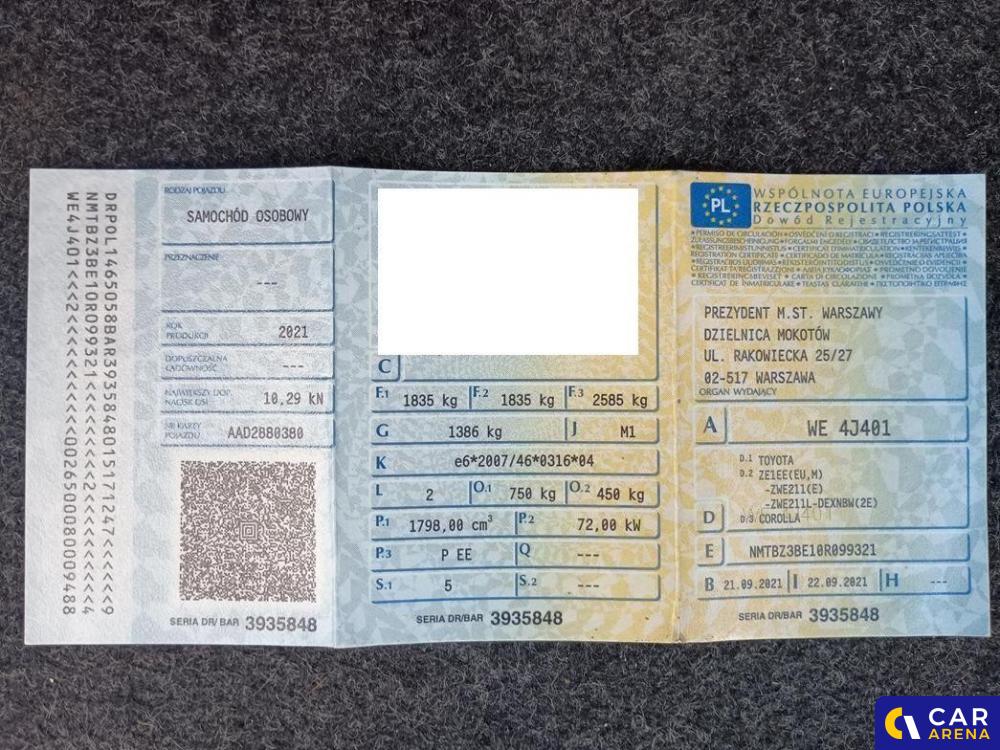 DRPOL1465058BAR3935848015171247<<<<<9
NMTBZ3BE10R099321<<<<<<<<<<<<<<<<<<<4
WE4J401<<2<<<<<<<<<<<<0026500088009488
RODZAJ POJAZDU
SAMOCHÓD OSOBOWY
PRZEZNACZENIE
---
ROK PRODUKCJI 2021
DOPUSZCZALNA ŁADOWNOŚĆ ---
NAJWIĘKSZY DOP. NACISK OSI 10,29 kN
NR KARTY POJAZDU AAD2880380
SERIA DR/BAR 3935848
C
F.1 1835 kg F.2 1835 kg F.3 2585 kg
G 1386 kg J M1
K e6*2007/46*0316*04
L 2 O.1 750 kg O.2 450 kg
P.1 1798,00 cm³ P.2 72,00 kW
P.3 P EE Q ---
S.1 5 S.2 ---
SERIA DR/BAR 3935848
PL
WSPÓLNOTA EUROPEJSKA
RZECZPOSPOLITA POLSKA
Dowód Rejestracyjny
PREZYDENT M.ST. WARSZAWY
DZIELNICA MOKOTÓW
UL. RAKOWIECKA 25/27
02-517 WARSZAWA
ORGAN WYDAJĄCY
A WE 4J401
D.1 TOYOTA
D.2 ZE1EE(EU,M)
-ZWE211(E)
-ZWE211L-DEXNBW(2E)
D D.3 COROLLA
E NMTBZ3BE10R099321
B 21.09.2021 I 22.09.2021 H ---
SERIA DR/BAR 3935848
CAR
ARENA